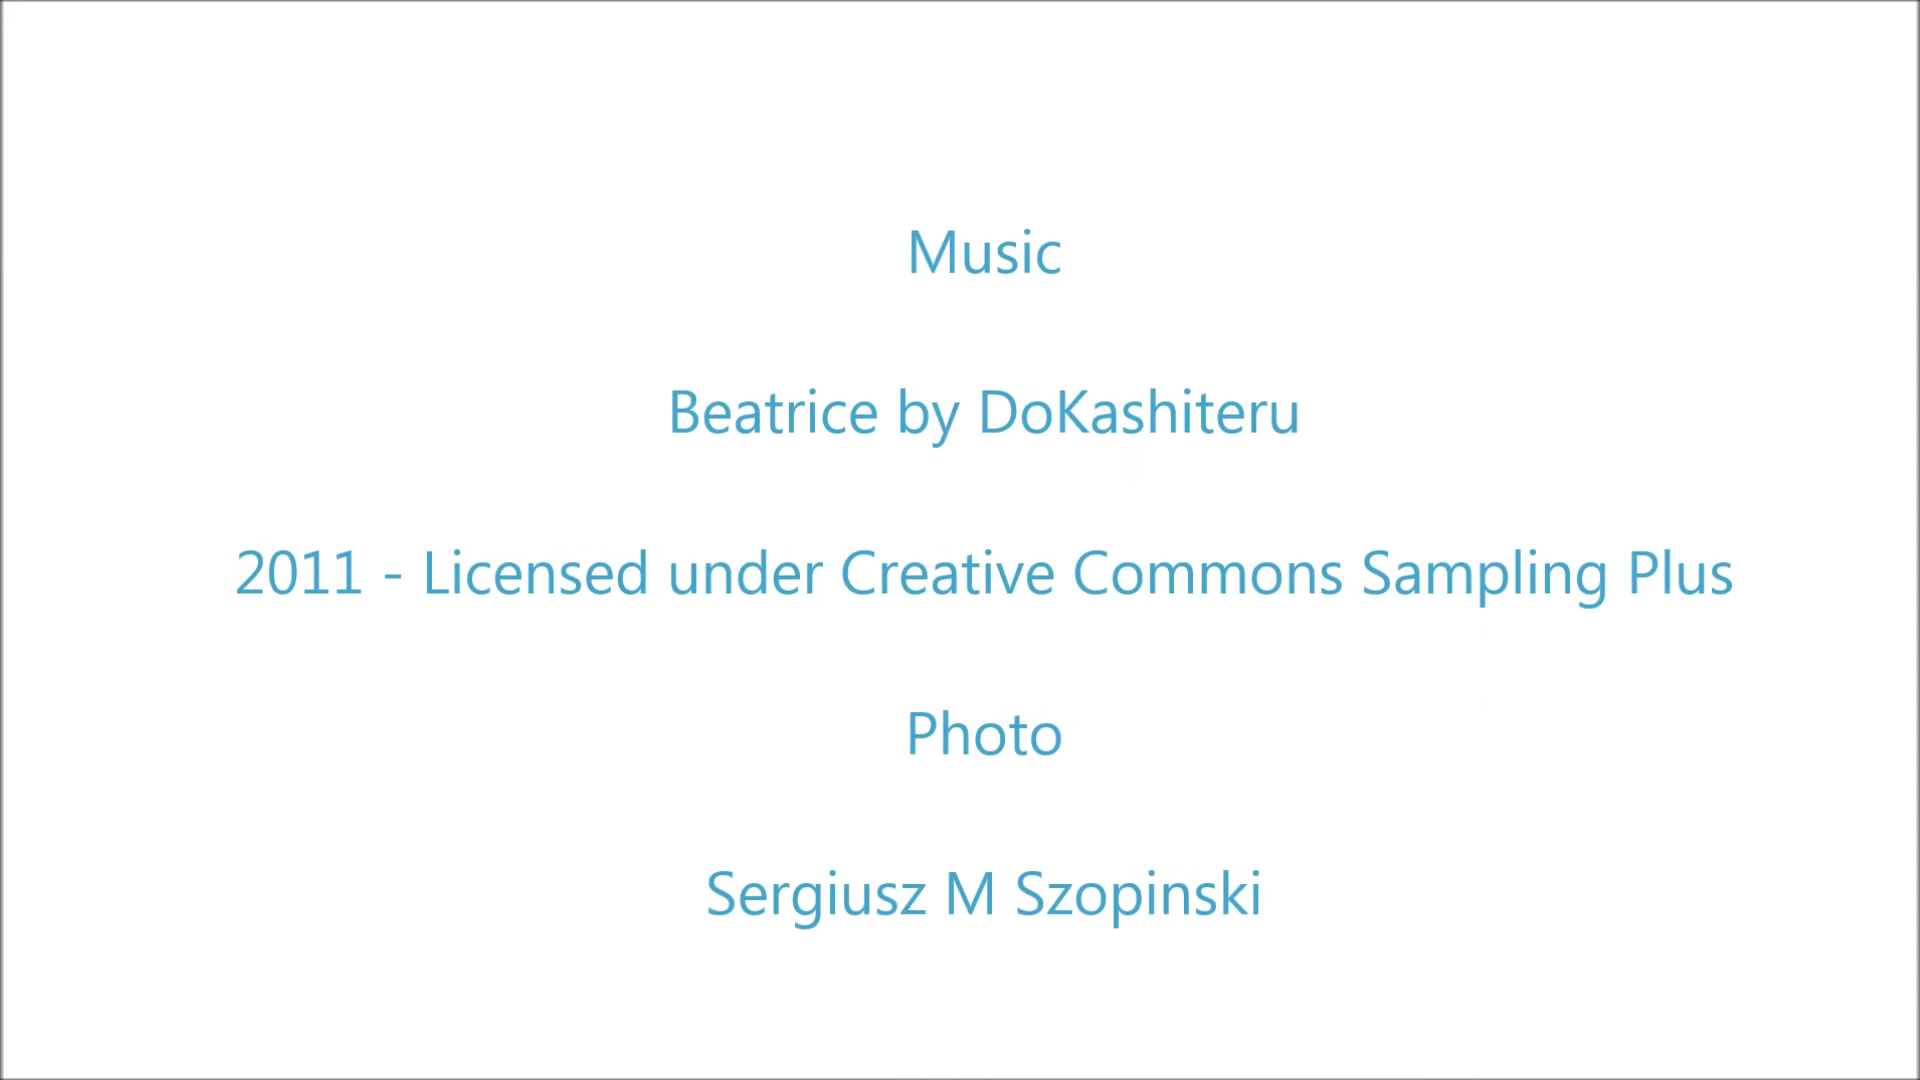 Music
Beatrice by DoKashiteru
2011 - Licensed under Creative Commons Sampling Plus
Photo
Sergiusz M Szopinski